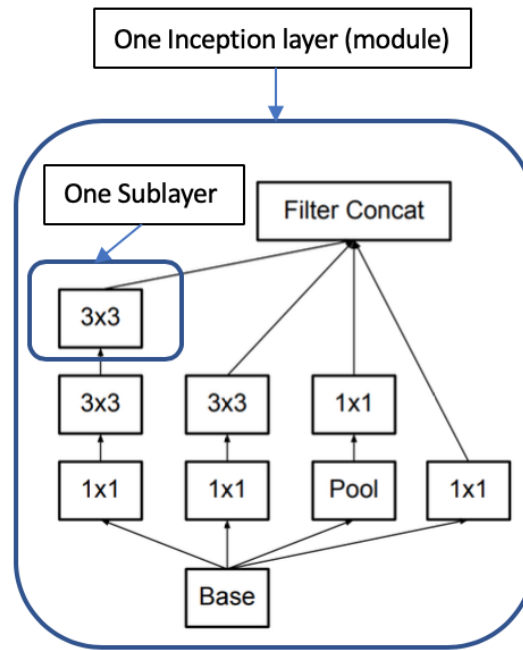 One Inception layer (module)
One Sublayer
Filter Concat
3x3
3x3
3x3
1x1
1x1
1x1
Pool
1x1
Base